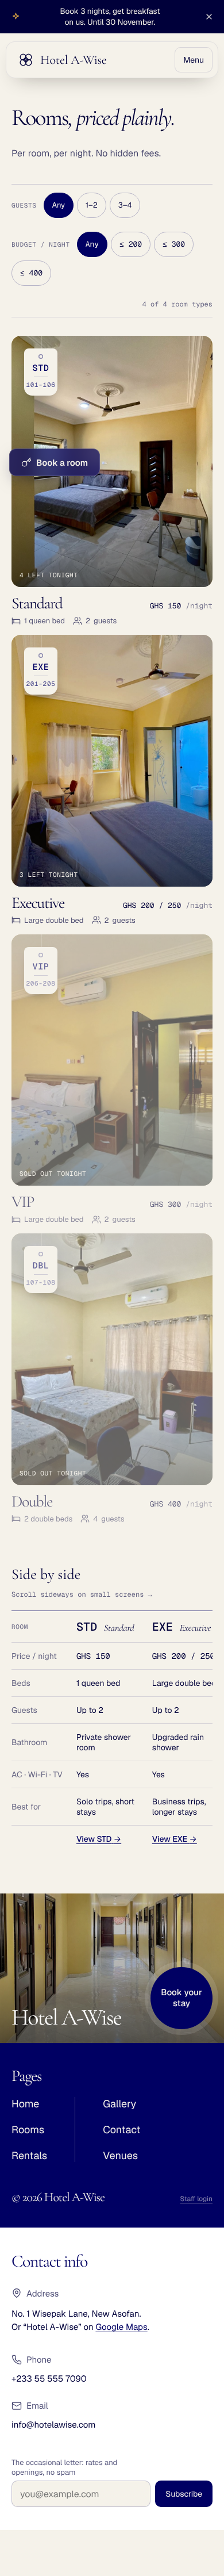 Book 3 nights, get breakfast
on us. Until 30 November.
Hotel A-Wise
Menu
Rooms, priced plainly.
Per room, per night. No hidden fees.
GUESTS Any 1–2 3–4
BUDGET / NIGHT Any ≤ 200 ≤ 300
≤ 400
4 of 4 room types
STD
101-106
Book a room
4 LEFT TONIGHT
Standard GHS 150 /night
1 queen bed 2 guests
EXE
201-205
3 LEFT TONIGHT
Executive GHS 200 / 250 /night
Large double bed 2 guests
VIP
206-208
SOLD OUT TONIGHT
VIP GHS 300 /night
Large double bed 2 guests
DBL
107-108
SOLD OUT TONIGHT
Double GHS 400 /night
2 double beds 4 guests
Side by side
Scroll sideways on small screens →
ROOM STD Standard EXE Executive
Price / night GHS 150 GHS 200 / 250
Beds 1 queen bed Large double bed
Guests Up to 2 Up to 2
Bathroom Private shower room Upgraded rain shower
AC · Wi-Fi · TV Yes Yes
Best for Solo trips, short stays Business trips, longer stays
View STD → View EXE →
Book your
stay
Hotel A-Wise
Pages
Home Gallery
Rooms Contact
Rentals Venues
© 2026 Hotel A-Wise Staff login
Contact info
Address
No. 1 Wisepak Lane, New Asofan.
Or “Hotel A-Wise” on Google Maps.
Phone
+233 55 555 7090
Email
info@hotelawise.com
The occasional letter: rates and
openings, no spam
you@example.com Subscribe